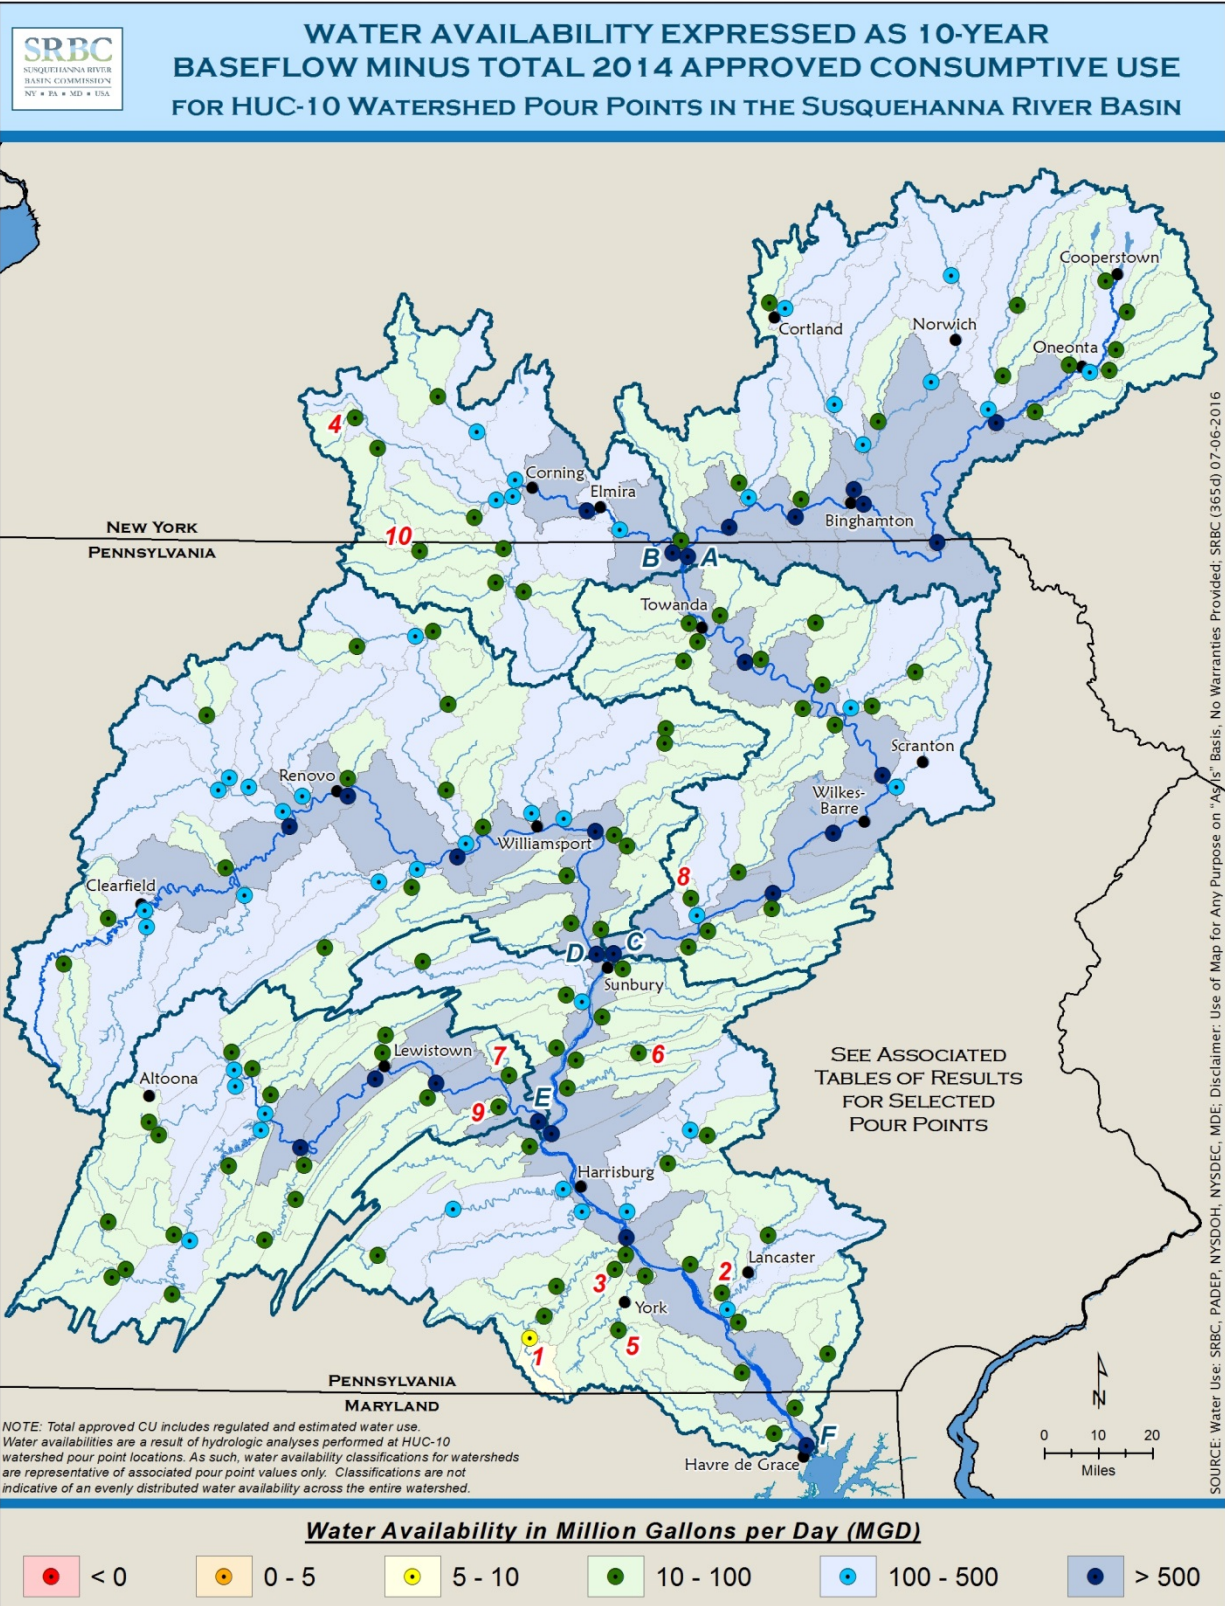 SRBC
SUSQUEHANNA RIVER
BASIN COMMISSION
NY ▪ PA ▪ MD ▪ USA
WATER AVAILABILITY EXPRESSED AS 10-YEAR
BASEFLOW MINUS TOTAL 2014 APPROVED CONSUMPTIVE USE
FOR HUC-10 WATERSHED POUR POINTS IN THE SUSQUEHANNA RIVER BASIN
Cooperstown
Cortland
Norwich
Oneonta
4
Corning
Elmira
Binghamton
NEW YORK
10
PENNSYLVANIA
B
A
Towanda
Scranton
Renovo
Wilkes-
Barre
Williamsport
Clearfield
8
D
C
Sunbury
Lewistown
7
6
Altoona
E
9
SEE ASSOCIATED
TABLES OF RESULTS
FOR SELECTED
POUR POINTS
Harrisburg
Lancaster
2
3
York
5
1
PENNSYLVANIA
MARYLAND
N
F
Havre de Grace
0 10 20
Miles
NOTE: Total approved CU includes regulated and estimated water use.
Water availabilities are a result of hydrologic analyses performed at HUC-10
watershed pour point locations. As such, water availability classifications for watersheds
are representative of associated pour point values only. Classifications are not
indicative of an evenly distributed water availability across the entire watershed.
SOURCE: Water Use: SRBC, PADEP, NYSDOH, NYSDEC, MDE; Disclaimer: Use of Map for Any Purpose on "As Is" Basis, No Warranties Provided; SRBC (365d) 07-06-2016
Water Availability in Million Gallons per Day (MGD)
< 0
0 - 5
5 - 10
10 - 100
100 - 500
> 500